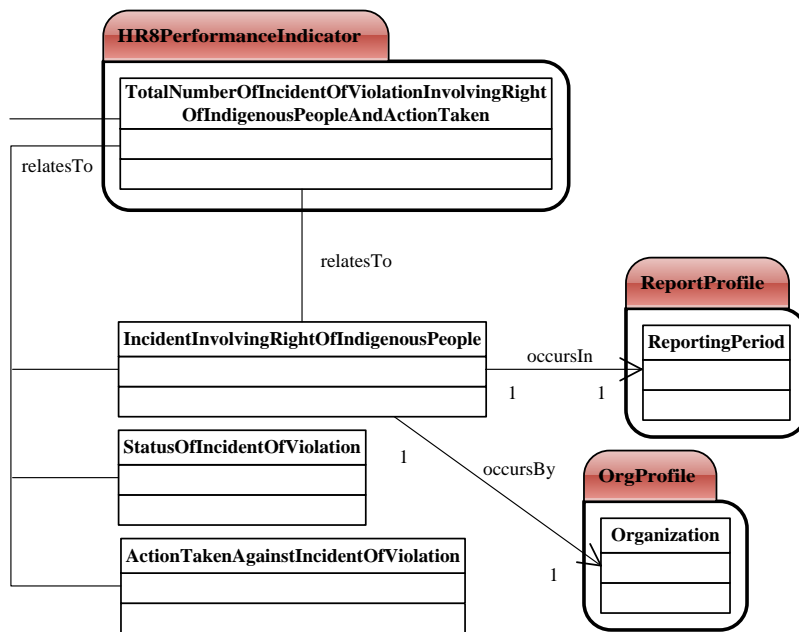 HR8PerformanceIndicator
TotalNumberOfIncidentOfViolationInvolvingRight
OfIndigenousPeopleAndActionTaken
relatesTo
relatesTo
ReportProfile
IncidentInvolvingRightOfIndigenousPeople
ReportingPeriod
occursIn
1
1
StatusOfIncidentOfViolation
1
occursBy
OrgProfile
Organization
ActionTakenAgainstIncidentOfViolation
1